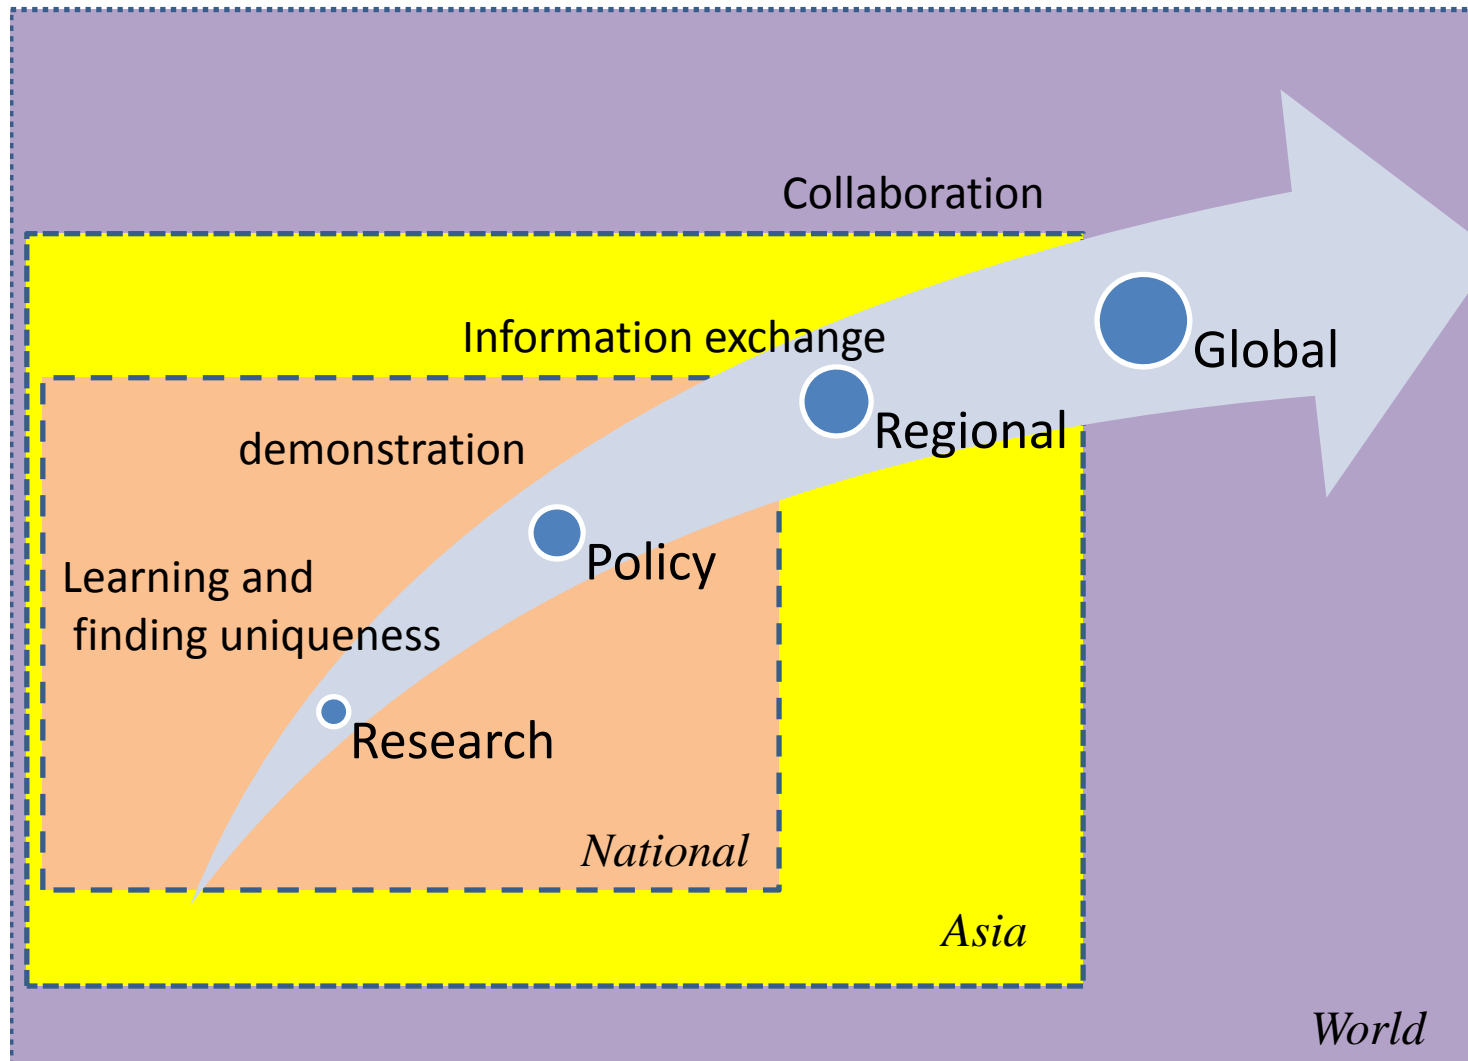 Collaboration
Information exchange
Global
Regional
demonstration
Policy
Learning and
finding uniqueness
Research
National
Asia
World